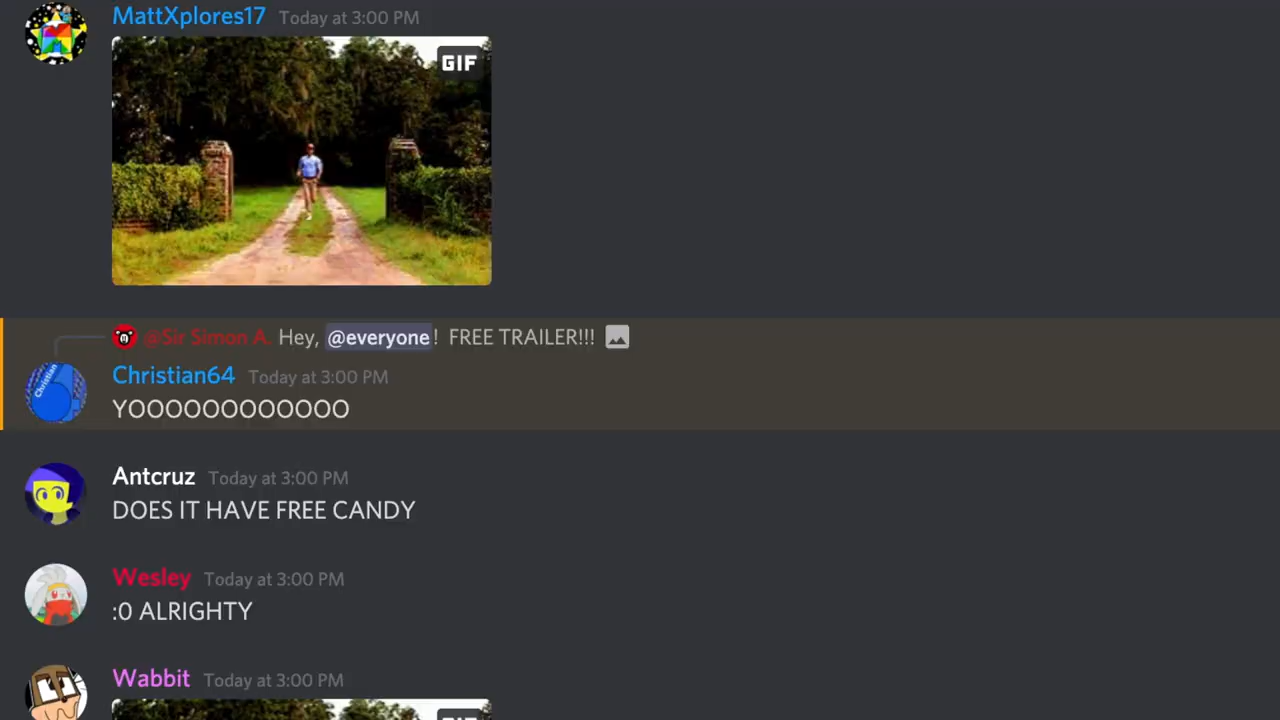 MattXplores17 Today at 3:00 PM
GIF
@Sir Simon A. Hey, @everyone! FREE TRAILER!!!
Christian64 Today at 3:00 PM
Christian
YOOOOOOOOOOOO
Antcruz Today at 3:00 PM
DOES IT HAVE FREE CANDY
Wesley Today at 3:00 PM
:0 ALRIGHTY
Wabbit Today at 3:00 PM
GIF